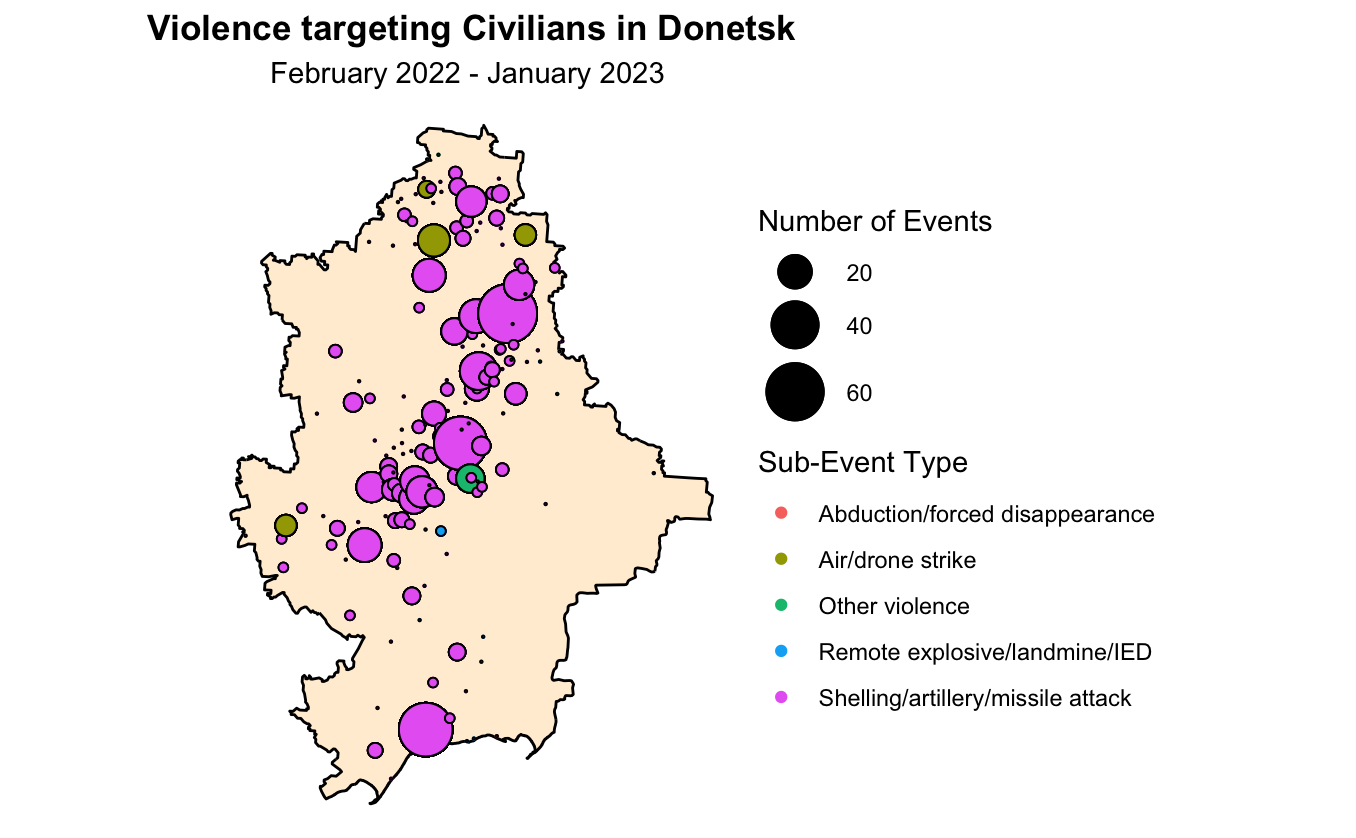 Violence targeting Civilians in Donetsk
February 2022 - January 2023
Number of Events
20
40
60
Sub-Event Type
Abduction/forced disappearance
Air/drone strike
Other violence
Remote explosive/landmine/IED
Shelling/artillery/missile attack